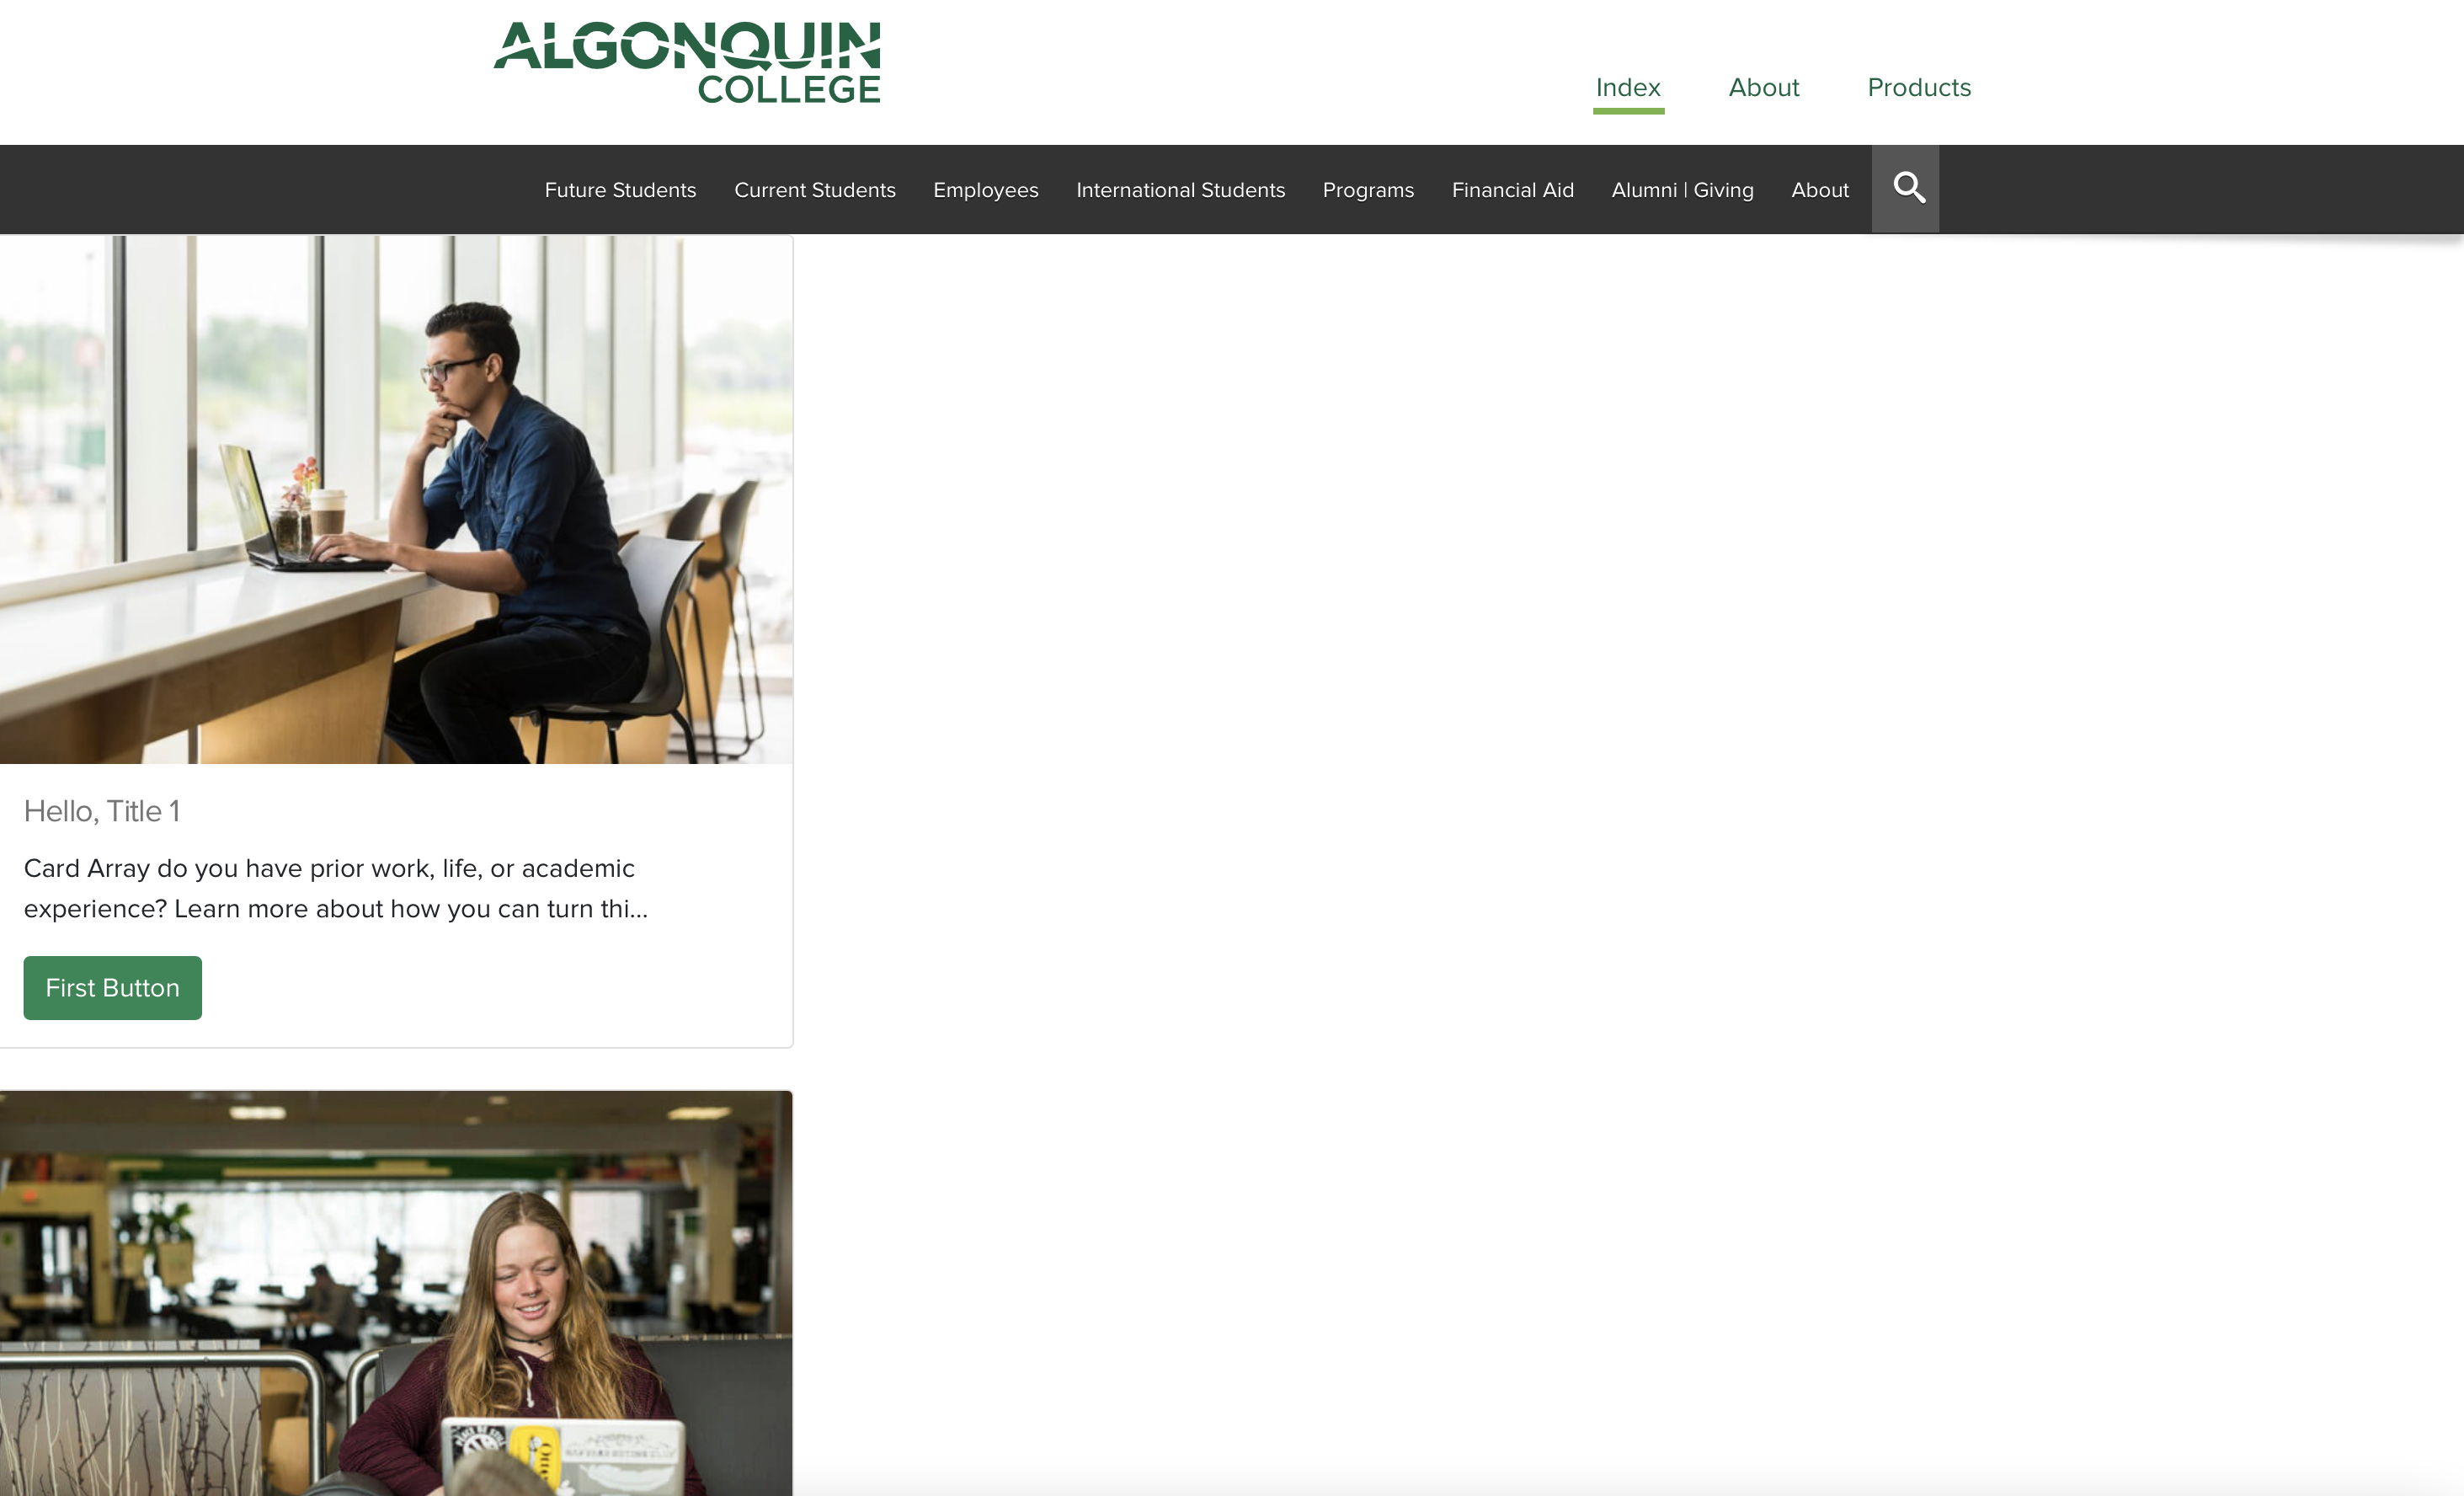 ALGONQUIN
COLLEGE
Index
About
Products
Future Students
Current Students
Employees
International Students
Programs
Financial Aid
Alumni | Giving
About
Hello, Title 1
Card Array do you have prior work, life, or academic
experience? Learn more about how you can turn thi...
First Button